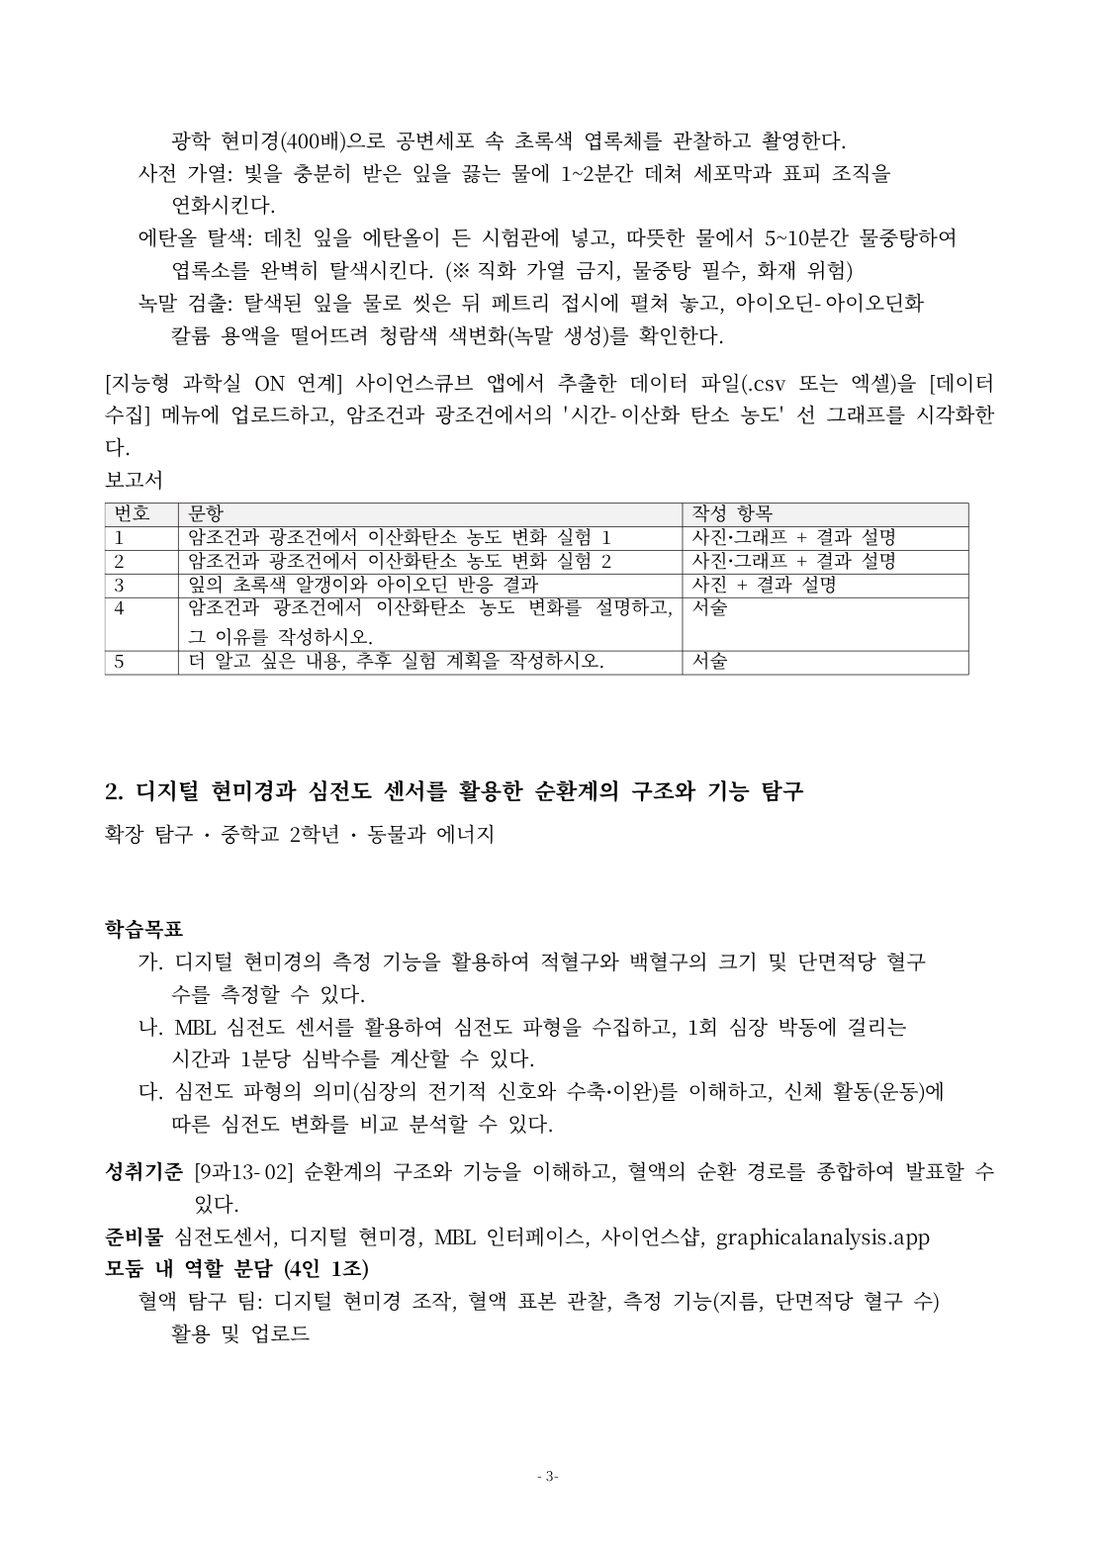 광학 현미경(400배)으로 공변세포 속 초록색 엽록체를 관찰하고 촬영한다.
사전 가열: 빛을 충분히 받은 잎을 끓는 물에 1~2분간 데쳐 세포막과 표피 조직을
연화시킨다.
에탄올 탈색: 데친 잎을 에탄올이 든 시험관에 넣고, 따뜻한 물에서 5~10분간 물중탕하여
엽록소를 완벽히 탈색시킨다. (※ 직화 가열 금지, 물중탕 필수, 화재 위험)
녹말 검출: 탈색된 잎을 물로 씻은 뒤 페트리 접시에 펼쳐 놓고, 아이오딘-아이오딘화
칼륨 용액을 떨어뜨려 청람색 색변화(녹말 생성)를 확인한다.
[지능형 과학실 ON 연계] 사이언스큐브 앱에서 추출한 데이터 파일(.csv 또는 엑셀)을 [데이터
수집] 메뉴에 업로드하고, 암조건과 광조건에서의 '시간-이산화 탄소 농도' 선 그래프를 시각화한
다.
보고서
번호 문항 작성 항목
1 암조건과 광조건에서 이산화탄소 농도 변화 실험 1 사진·그래프 + 결과 설명
2 암조건과 광조건에서 이산화탄소 농도 변화 실험 2 사진·그래프 + 결과 설명
3 잎의 초록색 알갱이와 아이오딘 반응 결과 사진 + 결과 설명
4 암조건과 광조건에서 이산화탄소 농도 변화를 설명하고, 서술
그 이유를 작성하시오.
5 더 알고 싶은 내용, 추후 실험 계획을 작성하시오. 서술
2. 디지털 현미경과 심전도 센서를 활용한 순환계의 구조와 기능 탐구
확장 탐구 · 중학교 2학년 · 동물과 에너지
학습목표
가. 디지털 현미경의 측정 기능을 활용하여 적혈구와 백혈구의 크기 및 단면적당 혈구
수를 측정할 수 있다.
나. MBL 심전도 센서를 활용하여 심전도 파형을 수집하고, 1회 심장 박동에 걸리는
시간과 1분당 심박수를 계산할 수 있다.
다. 심전도 파형의 의미(심장의 전기적 신호와 수축·이완)를 이해하고, 신체 활동(운동)에
따른 심전도 변화를 비교 분석할 수 있다.
성취기준 [9과13-02] 순환계의 구조와 기능을 이해하고, 혈액의 순환 경로를 종합하여 발표할 수
있다.
준비물 심전도센서, 디지털 현미경, MBL 인터페이스, 사이언스샵, graphicalanalysis.app
모둠 내 역할 분담 (4인 1조)
혈액 탐구 팀: 디지털 현미경 조작, 혈액 표본 관찰, 측정 기능(지름, 단면적당 혈구 수)
활용 및 업로드
- 3-